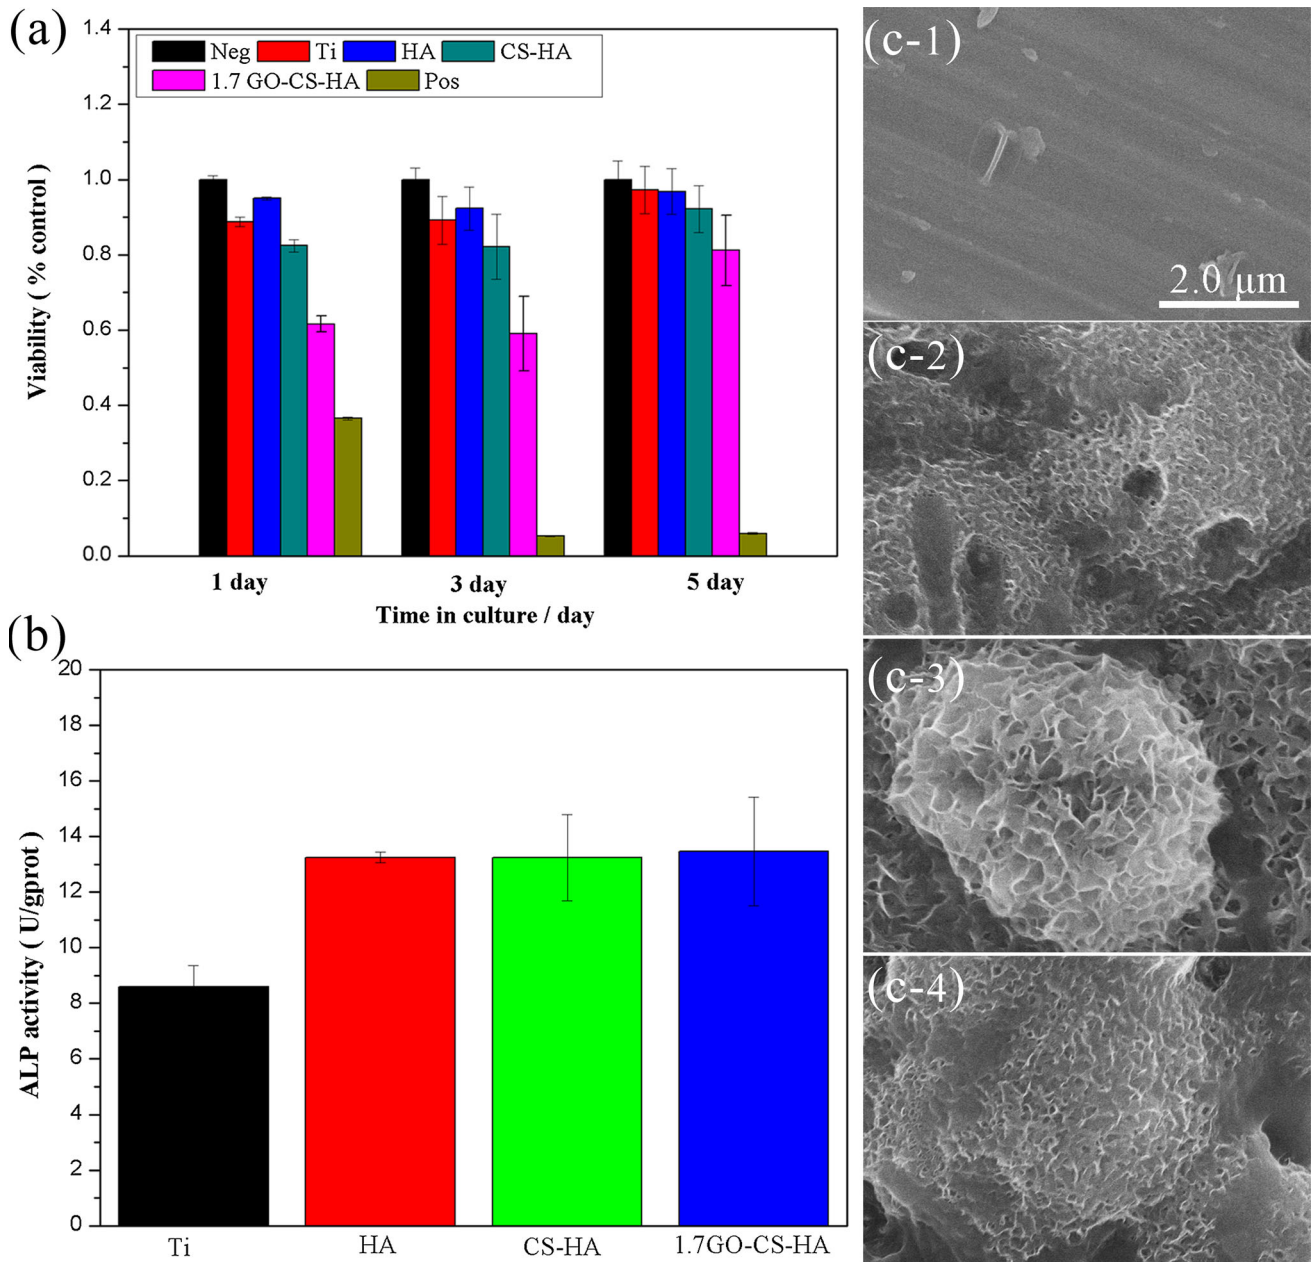 (a)
1.4
1.2
1.0
0.8
0.6
0.4
0.2
0.0
Viability ( % control )
Neg Ti HA CS-HA
1.7 GO-CS-HA Pos
1 day 3 day 5 day
Time in culture / day
(b)
20
18
16
14
12
10
8
6
4
2
0
ALP activity ( U/gprot )
Ti HA CS-HA 1.7GO-CS-HA
(c-1)
2.0 μm
(c-2)
(c-3)
(c-4)